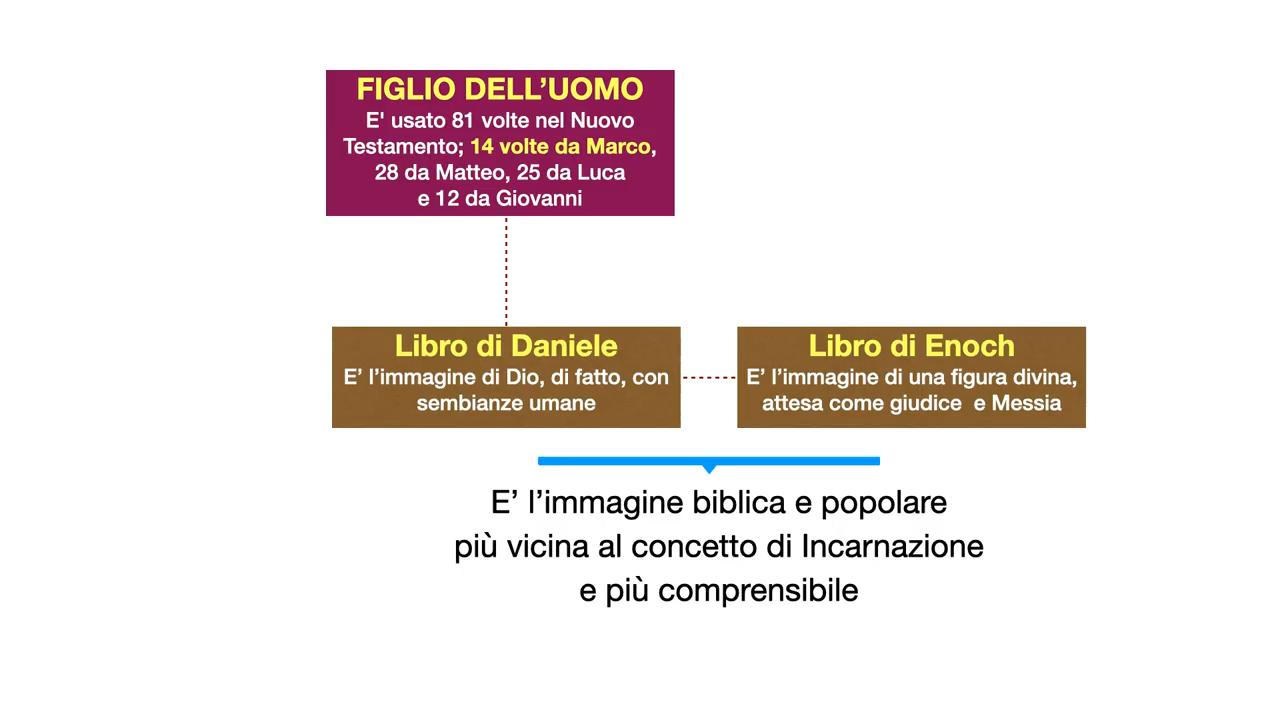 FIGLIO DELL’UOMO
E' usato 81 volte nel Nuovo
Testamento; 14 volte da Marco,
28 da Matteo, 25 da Luca
e 12 da Giovanni
Libro di Daniele
E’ l’immagine di Dio, di fatto, con
sembianze umane
Libro di Enoch
E’ l’immagine di una figura divina,
attesa come giudice  e Messia
E’ l’immagine biblica e popolare
più vicina al concetto di Incarnazione
e più comprensibile